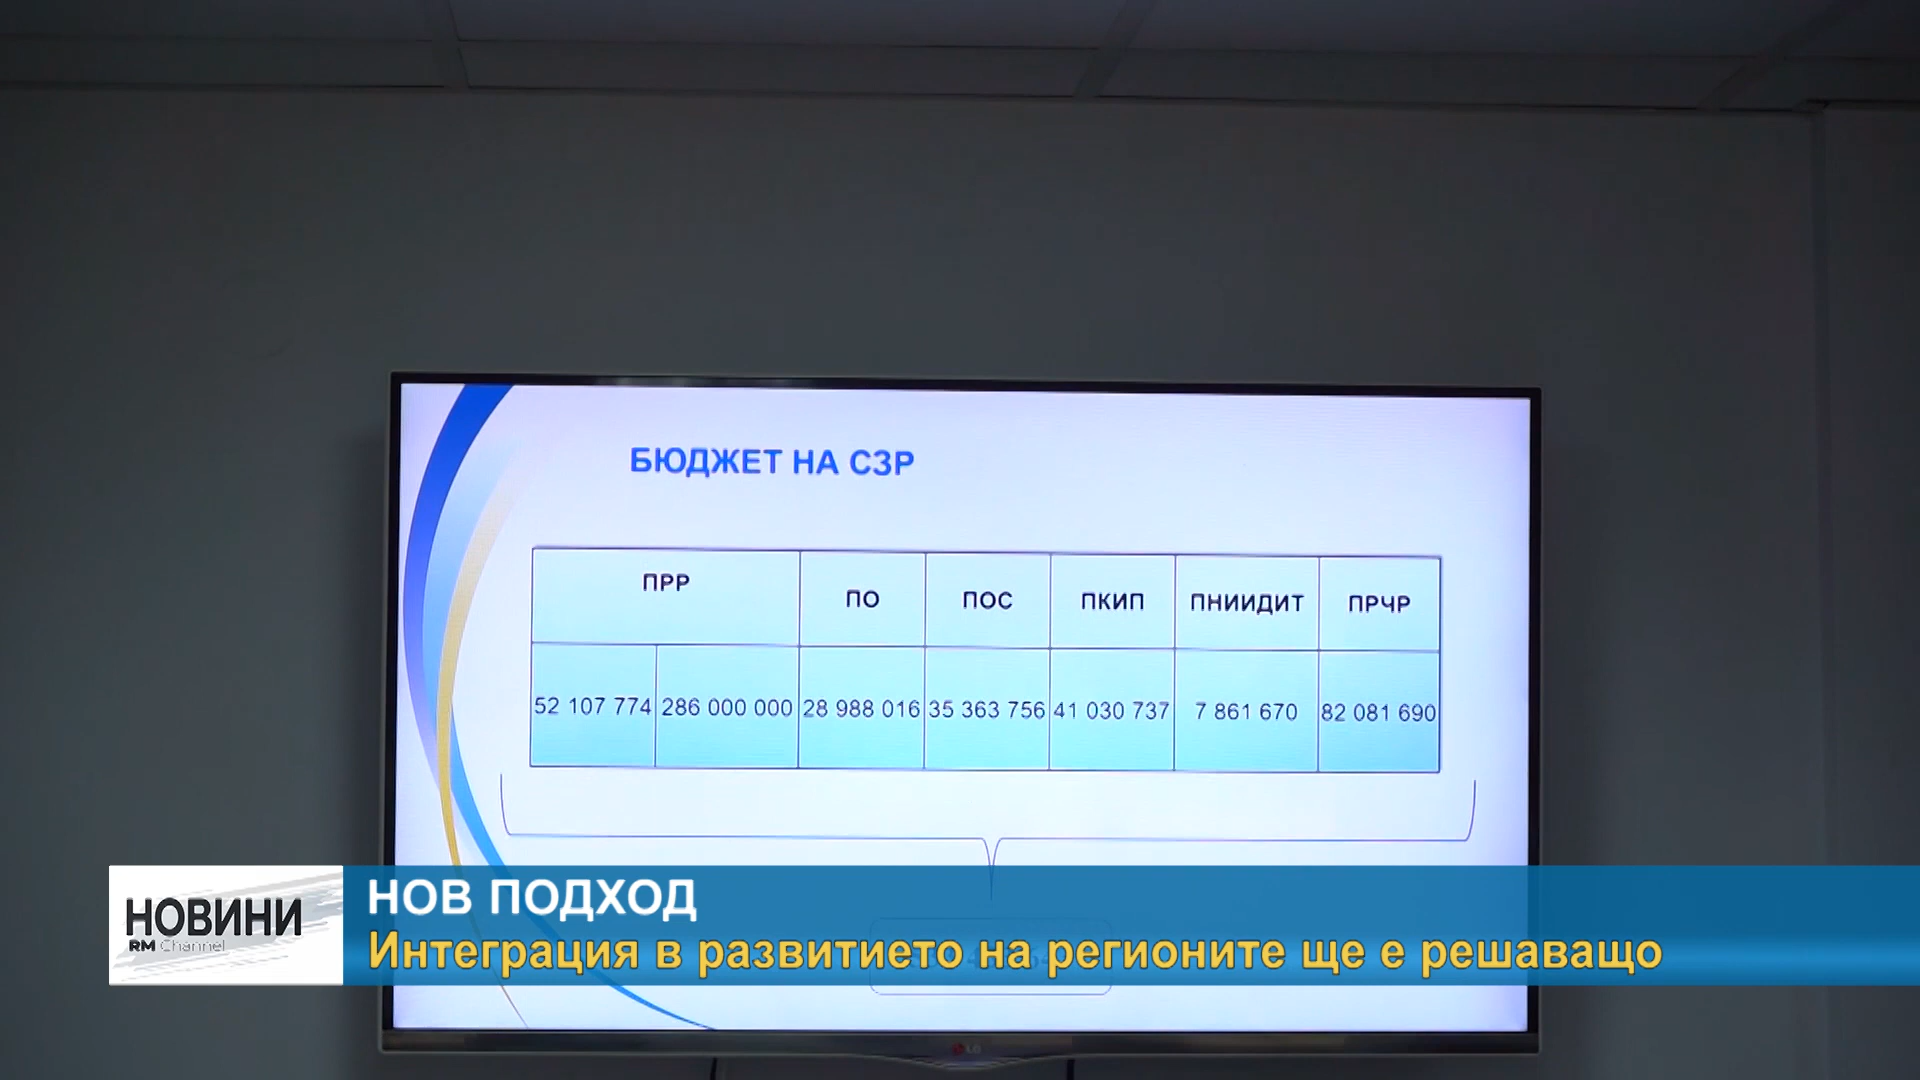 БЮДЖЕТ НА СЗР
ПРР ПО ПОС ПКИП ПНИИДИТ ПРЧР
52 107 774 286 000 000 28 988 016 35 363 756 41 030 737 7 861 670 82 081 690
НОВИНИ
RM Channel
НОВ ПОДХОД
Интеграция в развитието на регионите ще е решаващо
LG